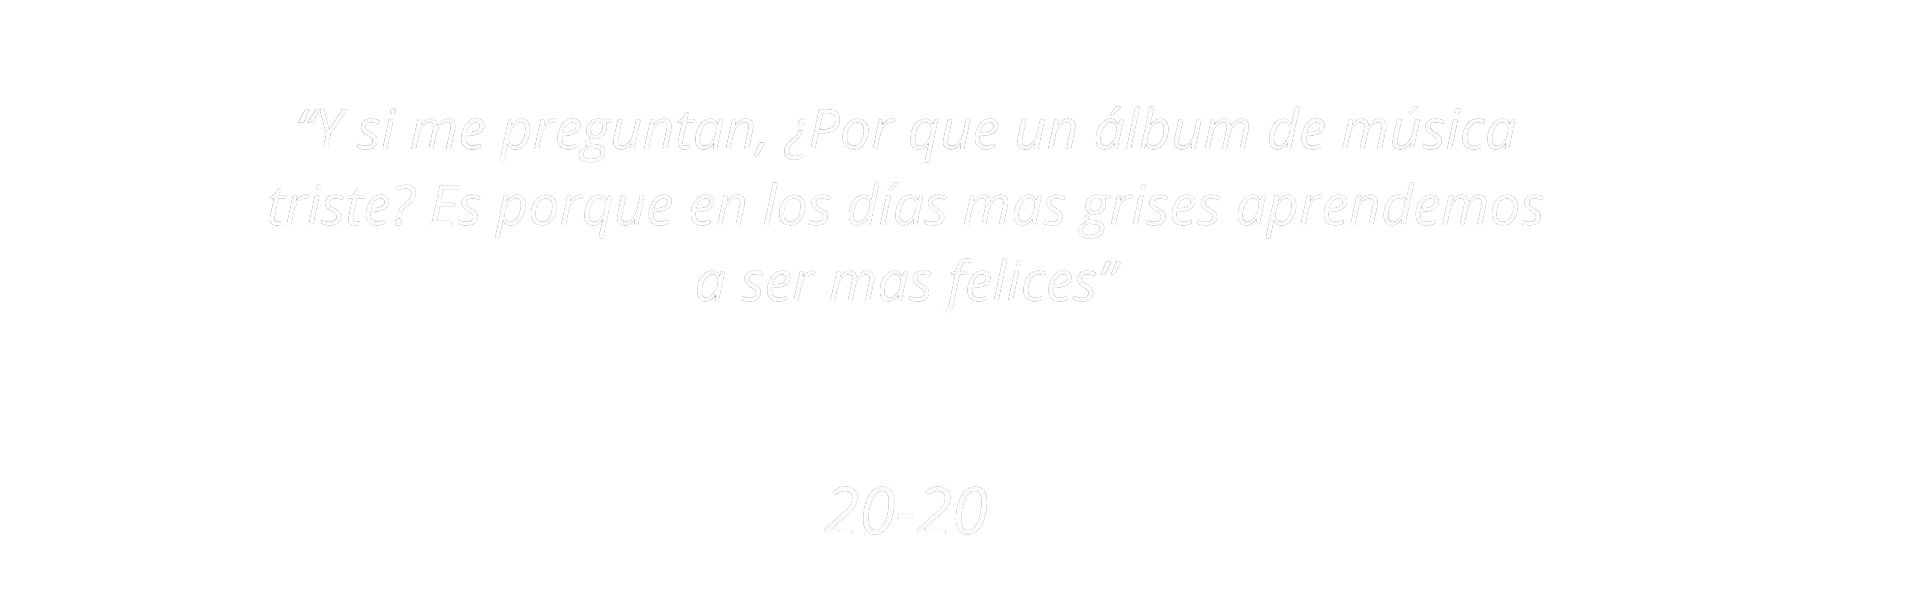 “Y si me preguntan, ¿Por que un álbum de música
triste? Es porque en los días mas grises aprendemos
a ser mas felices”
20-20